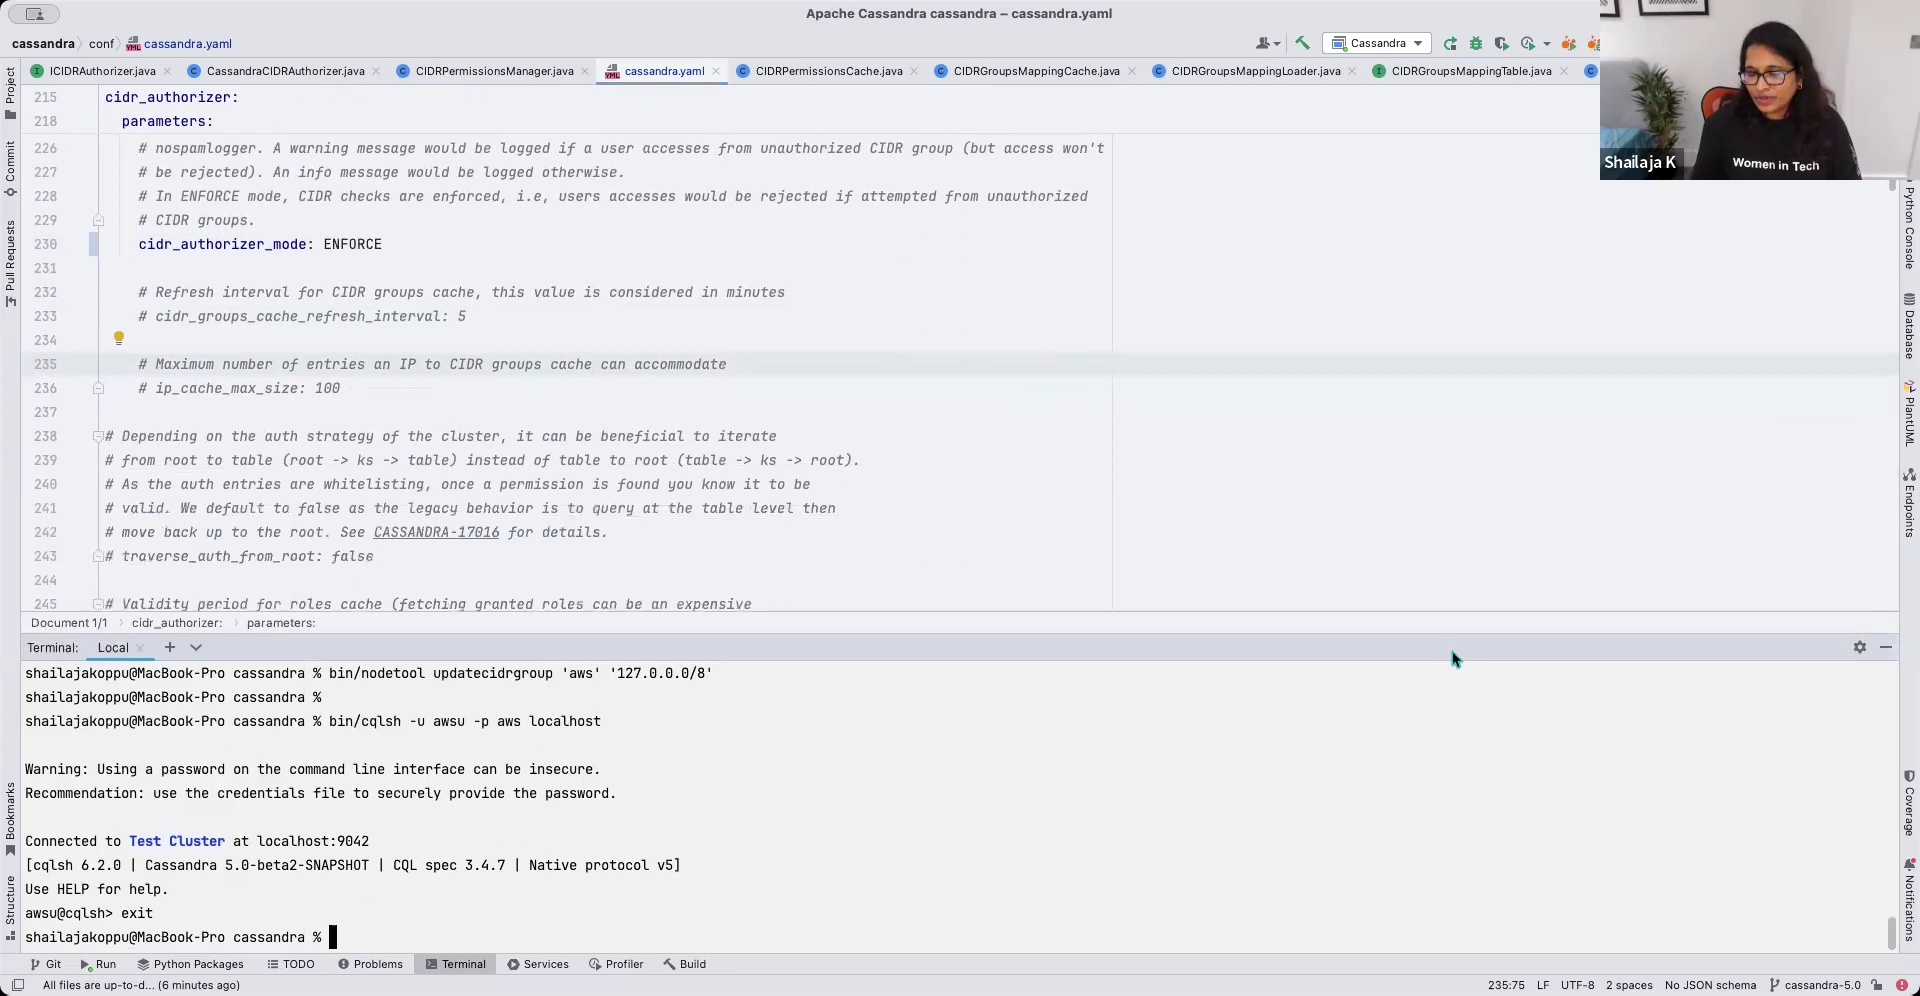 Apache Cassandra cassandra – cassandra.yaml
cassandra
conf
cassandra.yaml
Cassandra
ICIDRAuthorizer.java
CassandraCIDRAuthorizer.java
CIDRPermissionsManager.java
cassandra.yaml
CIDRPermissionsCache.java
CIDRGroupsMappingCache.java
CIDRGroupsMappingLoader.java
CIDRGroupsMappingTable.java
Project
Commit
Pull Requests
Bookmarks
Structure
215 cidr_authorizer:
218 parameters:
226 # nospamlogger. A warning message would be logged if a user accesses from unauthorized CIDR group (but access won't
227 # be rejected). An info message would be logged otherwise.
228 # In ENFORCE mode, CIDR checks are enforced, i.e, users accesses would be rejected if attempted from unauthorized
229 # CIDR groups.
230 cidr_authorizer_mode: ENFORCE
231
232 # Refresh interval for CIDR groups cache, this value is considered in minutes
233 # cidr_groups_cache_refresh_interval: 5
234
235 # Maximum number of entries an IP to CIDR groups cache can accommodate
236 # ip_cache_max_size: 100
237
238 # Depending on the auth strategy of the cluster, it can be beneficial to iterate
239 # from root to table (root -> ks -> table) instead of table to root (table -> ks -> root).
240 # As the auth entries are whitelisting, once a permission is found you know it to be
241 # valid. We default to false as the legacy behavior is to query at the table level then
242 # move back up to the root. See CASSANDRA-17016 for details.
243 # traverse_auth_from_root: false
244
245 # Validity period for roles cache (fetching granted roles can be an expensive
Document 1/1
cidr_authorizer:
parameters:
Shailaja K
Women in Tech
Python Console
Database
PlantUML
Endpoints
Coverage
Notifications
Terminal: Local
shailajakoppu@MacBook-Pro cassandra % bin/nodetool updatecidrgroup 'aws' '127.0.0.0/8'
shailajakoppu@MacBook-Pro cassandra %
shailajakoppu@MacBook-Pro cassandra % bin/cqlsh -u awsu -p aws localhost
Warning: Using a password on the command line interface can be insecure.
Recommendation: use the credentials file to securely provide the password.
Connected to Test Cluster at localhost:9042
[cqlsh 6.2.0 | Cassandra 5.0-beta2-SNAPSHOT | CQL spec 3.4.7 | Native protocol v5]
Use HELP for help.
awsu@cqlsh> exit
shailajakoppu@MacBook-Pro cassandra %
Git
Run
Python Packages
TODO
Problems
Terminal
Services
Profiler
Build
All files are up-to-d... (6 minutes ago)
235:75 LF UTF-8 2 spaces No JSON schema cassandra-5.0